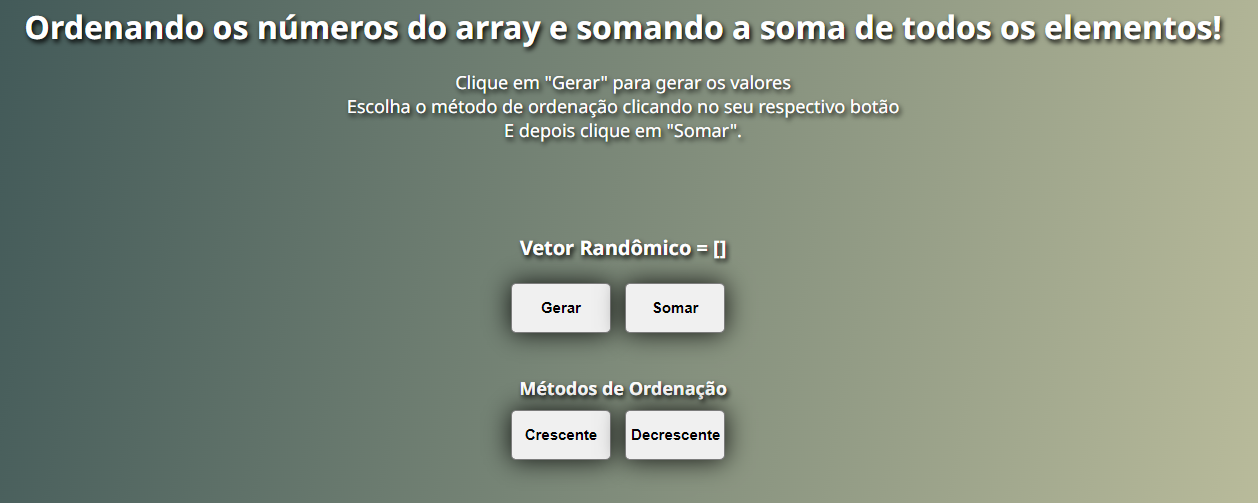 Ordenando os números do array e somando a soma de todos os elementos!
Clique em "Gerar" para gerar os valores
Escolha o método de ordenação clicando no seu respectivo botão
E depois clique em "Somar".
Vetor Randômico = []
Gerar Somar
Métodos de Ordenação
Crescente Decrescente